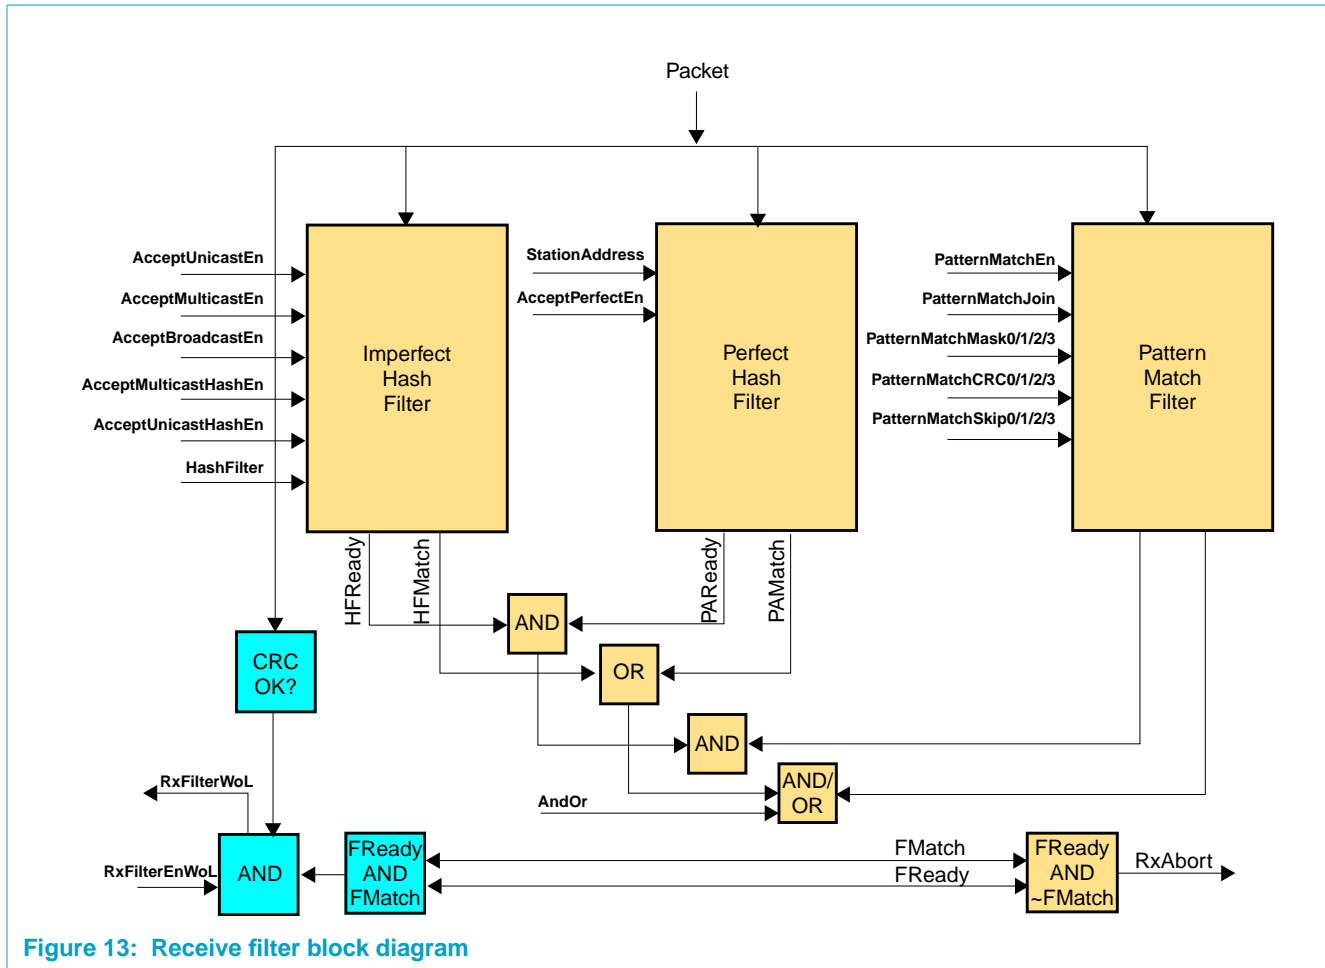 Packet
AcceptUnicastEn
AcceptMulticastEn
AcceptBroadcastEn
AcceptMulticastHashEn
AcceptUnicastHashEn
HashFilter
Imperfect
Hash
Filter
StationAddress
AcceptPerfectEn
Perfect
Hash
Filter
PatternMatchEn
PatternMatchJoin
PatternMatchMask0/1/2/3
PatternMatchCRC0/1/2/3
PatternMatchSkip0/1/2/3
Pattern
Match
Filter
HFReady
HFMatch
PAReady
PAMatch
AND
OR
CRC
OK?
AND
AND/
OR
AndOr
RxFilterWoL
RxFilterEnWoL
AND
FReady
AND
FMatch
FMatch
FReady
FReady
AND
~FMatch
RxAbort
Figure 13: Receive filter block diagram